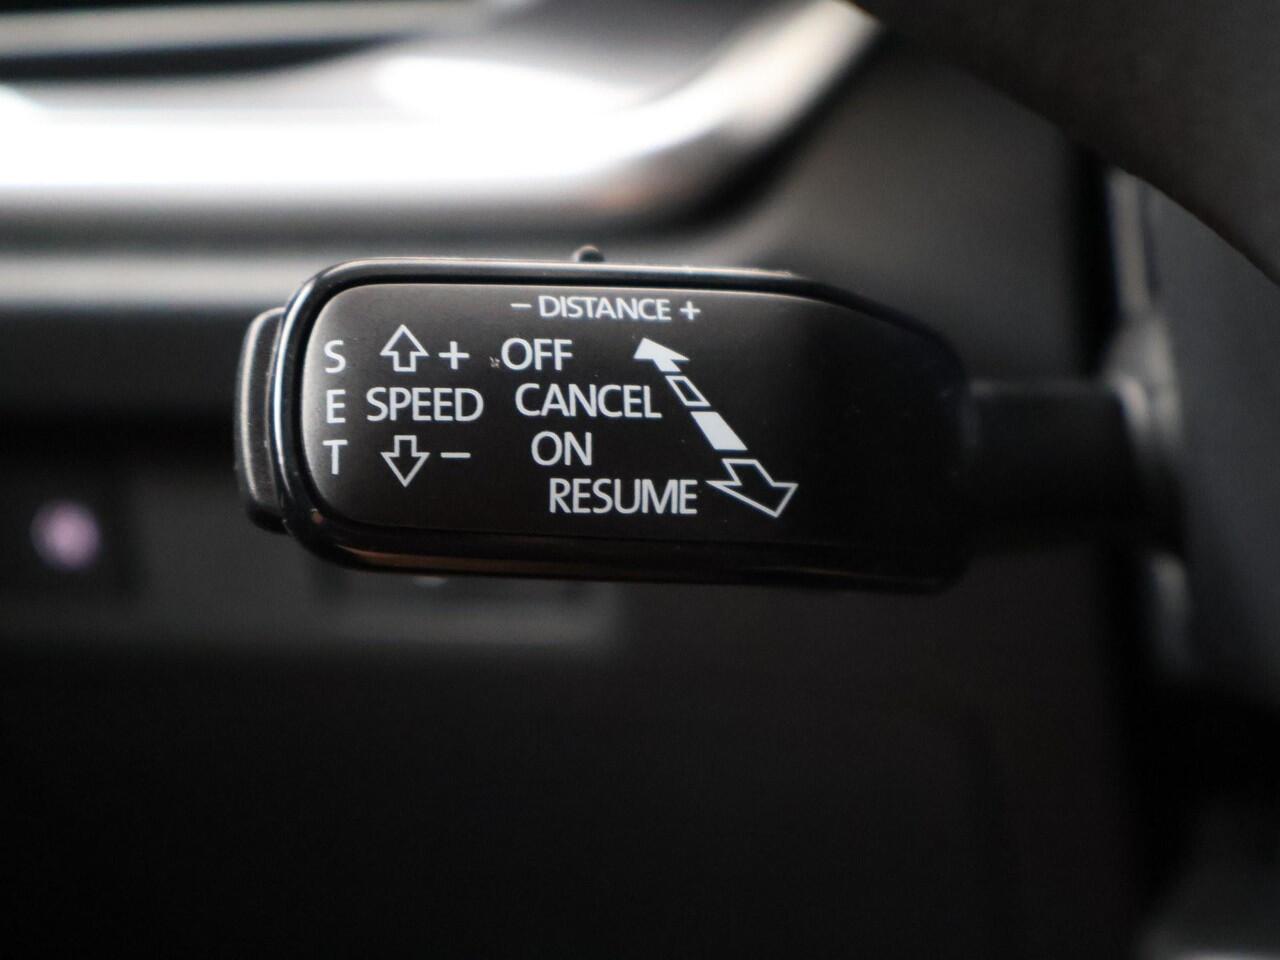 – DISTANCE +
S + OFF
E SPEED CANCEL
T – ON
RESUME